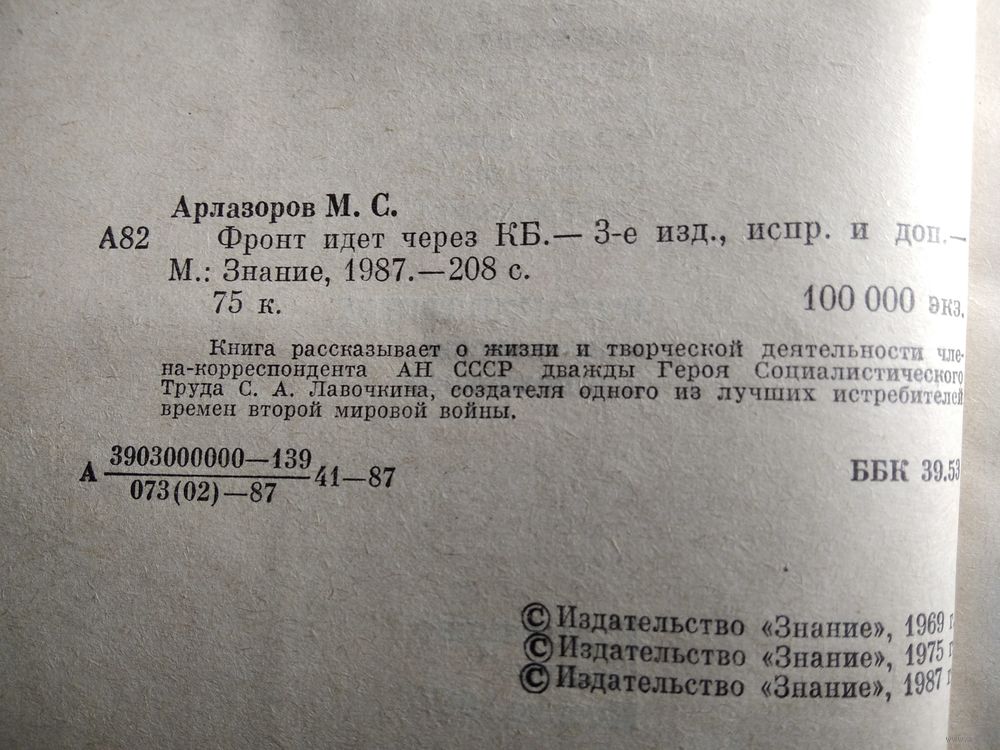 Арлазоров М. С.
А82 Фронт идет через КБ.— 3-е изд., испр. и доп.—
М.: Знание, 1987.—208 с.
75 к. 100 000 экз.
Книга рассказывает о жизни и творческой деятельности чле-
на-корреспондента АН СССР дважды Героя Социалистического
Труда С. А. Лавочкина, создателя одного из лучших истребителей
времен второй мировой войны.
А 3903000000—139
073(02)—87 41—87
ББК 39.53
© Издательство «Знание», 1969 г
© Издательство «Знание», 1975 г
© Издательство «Знание», 1987 г